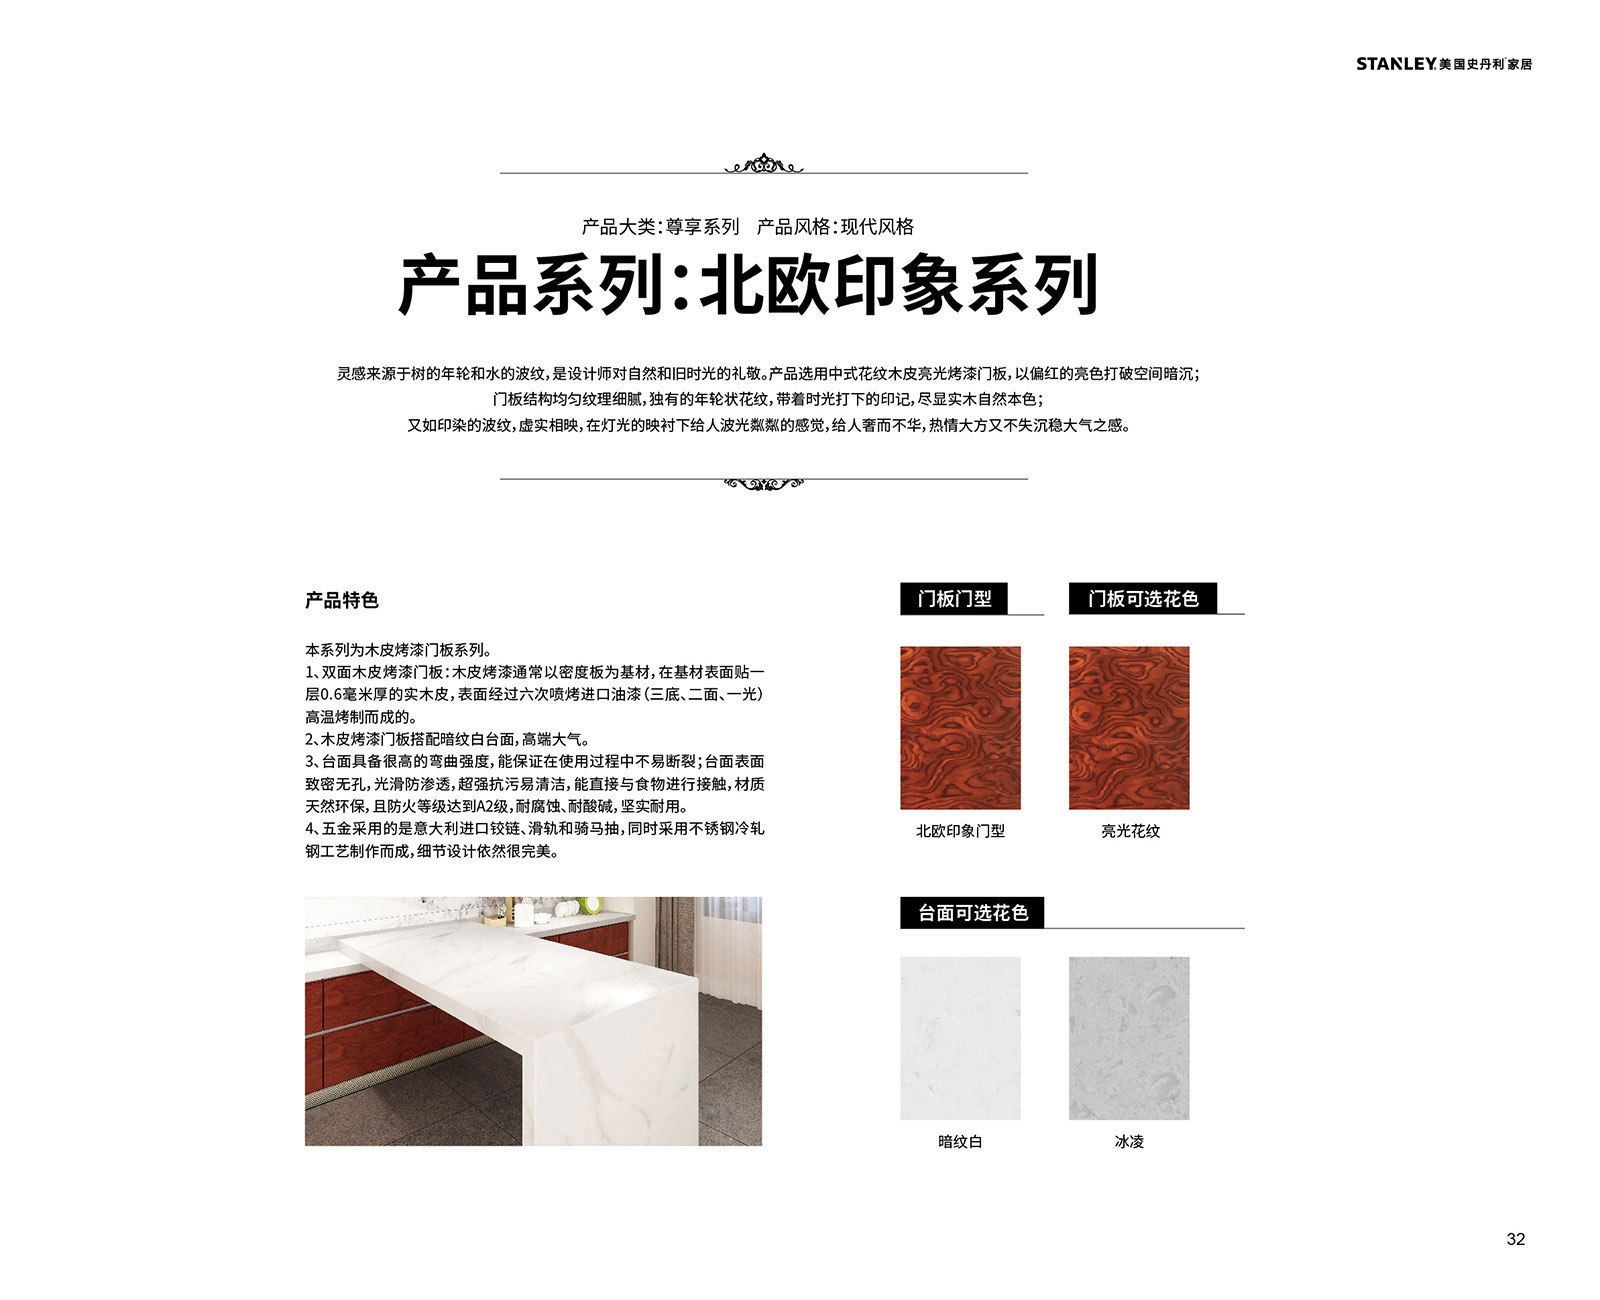 STANLEY 美国史丹利家居
产品大类：尊享系列 产品风格：现代风格
产品系列：北欧印象系列
灵感来源于树的年轮和水的波纹，是设计师对自然和旧时光的礼敬。产品选用中式花纹木皮亮光烤漆门板，以偏红的亮色打破空间暗沉；
门板结构均匀纹理细腻，独有的年轮状花纹，带着时光打下的印记，尽显实木自然本色；
又如印染的波纹，虚实相映，在灯光的映衬下给人波光粼粼的感觉，给人奢而不华，热情大方又不失沉稳大气之感。
产品特色
本系列为木皮烤漆门板系列。
1、双面木皮烤漆门板：木皮烤漆通常以密度板为基材，在基材表面贴一
层0.6毫米厚的实木皮，表面经过六次喷烤进口油漆（三底、二面、一光）
高温烤制而成的。
2、木皮烤漆门板搭配暗纹白台面，高端大气。
3、台面具备很高的弯曲强度，能保证在使用过程中不易断裂；台面表面
致密无孔，光滑防渗透，超强抗污易清洁，能直接与食物进行接触，材质
天然环保，且防火等级达到A2级，耐腐蚀、耐酸碱，坚实耐用。
4、五金采用的是意大利进口铰链、滑轨和骑马抽，同时采用不锈钢冷轧
钢工艺制作而成，细节设计依然很完美。
门板门型
门板可选花色
北欧印象门型
亮光花纹
台面可选花色
暗纹白
冰凌
32